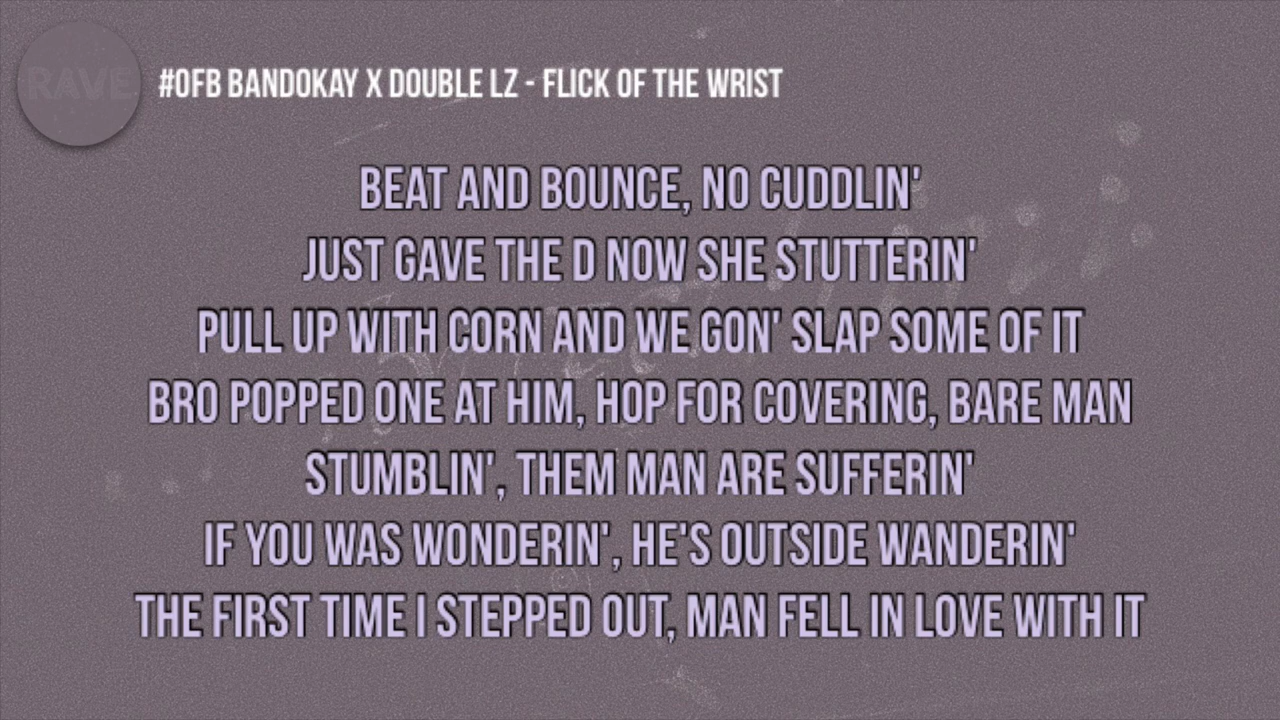 RAVE
#OFB BANDOKAY X DOUBLE LZ - FLICK OF THE WRIST
BEAT AND BOUNCE, NO CUDDLIN'
JUST GAVE THE D NOW SHE STUTTERIN'
PULL UP WITH CORN AND WE GON' SLAP SOME OF IT
BRO POPPED ONE AT HIM, HOP FOR COVERING, BARE MAN
STUMBLIN', THEM MAN ARE SUFFERIN'
IF YOU WAS WONDERIN', HE'S OUTSIDE WANDERIN'
THE FIRST TIME I STEPPED OUT, MAN FELL IN LOVE WITH IT